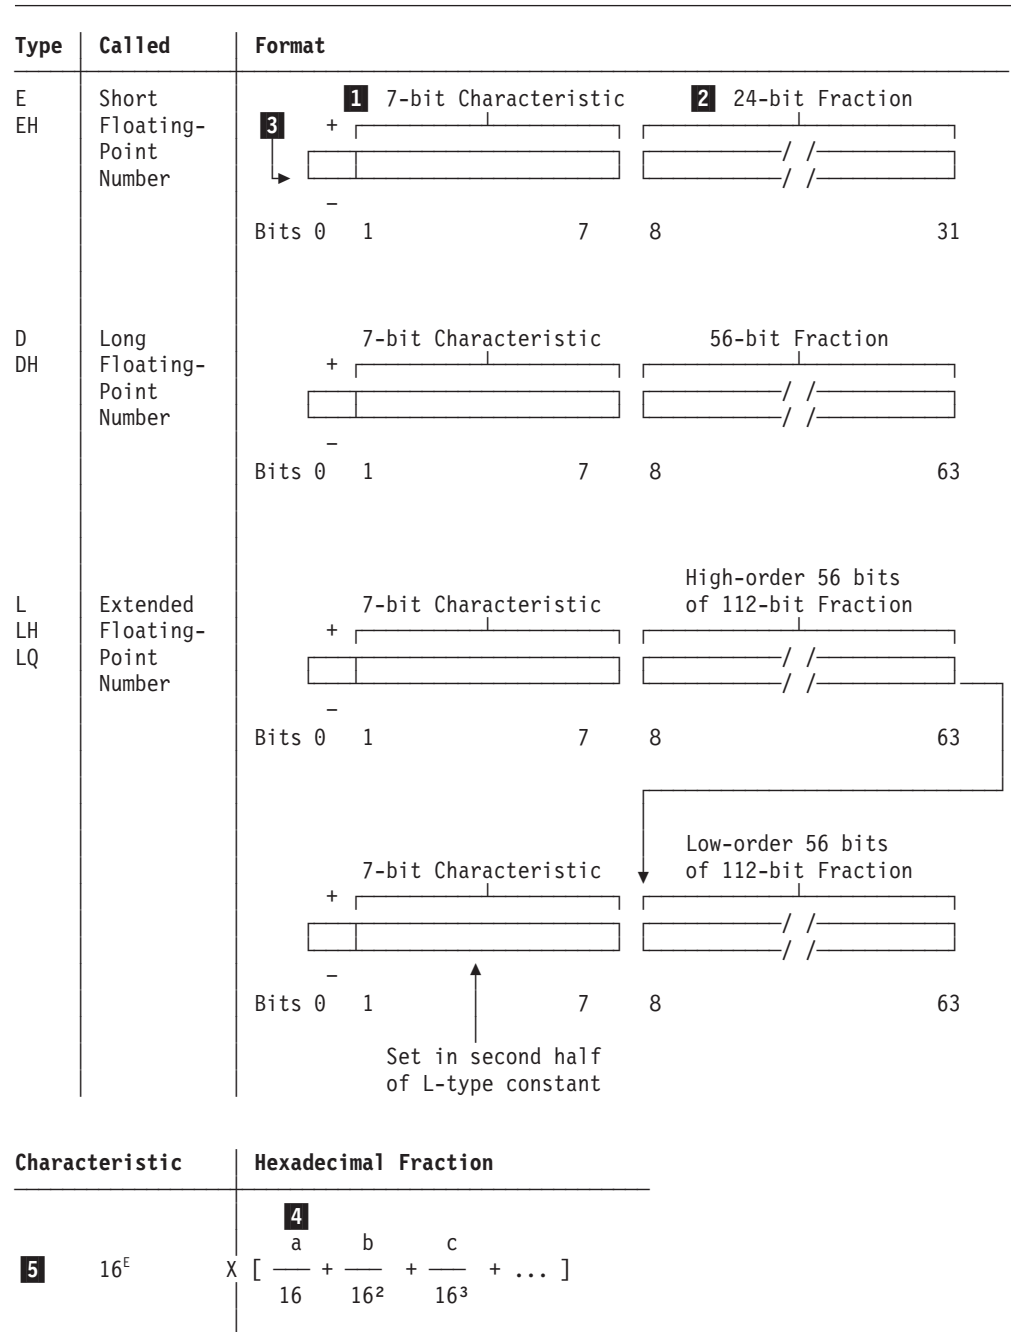 Type Called Format
E Short 1 7-bit Characteristic 2 24-bit Fraction
EH Floating- 3 +
Point / /
Number / /
–
Bits 0 1 7 8 31
D Long 7-bit Characteristic 56-bit Fraction
DH Floating- +
Point / /
Number / /
–
Bits 0 1 7 8 63
High-order 56 bits
L Extended 7-bit Characteristic of 112-bit Fraction
LH Floating- +
LQ Point / /
Number / /
–
Bits 0 1 7 8 63
Low-order 56 bits
7-bit Characteristic of 112-bit Fraction
+
/ /
/ /
–
Bits 0 1 7 8 63
Set in second half
of L-type constant
Characteristic Hexadecimal Fraction
4
a b c
5 16ᴱ X [ —— + —— + —— + ... ]
16 16² 16³